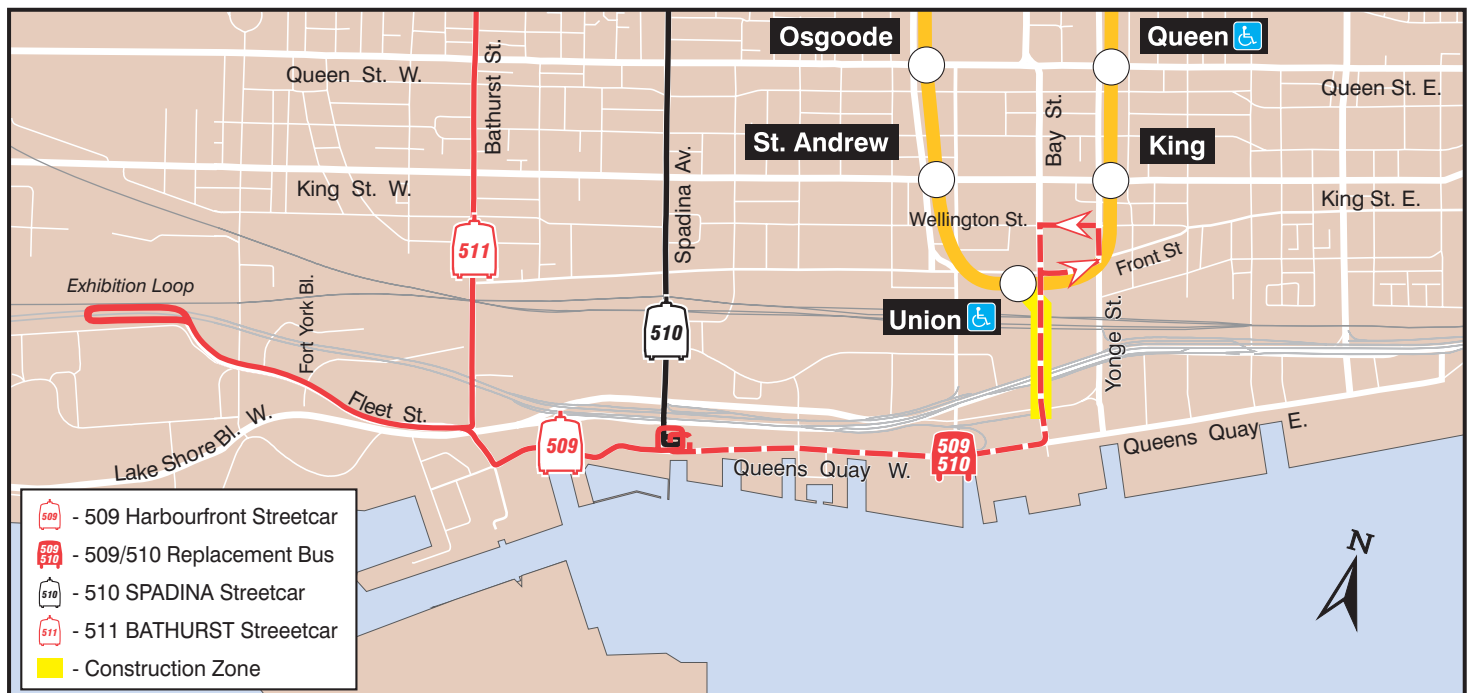 Osgoode
Queen
Queen St. W.
Bathurst St.
Bay St.
Queen St. E.
St. Andrew
King
Spadina Av.
King St. W.
King St. E.
Wellington St.
511
Front St
Exhibition Loop
Fort York Bl.
510
Union
Yonge St.
Fleet St.
Lake Shore Bl. W.
509
509
510
Queens Quay W.
Queens Quay E.
509 - 509 Harbourfront Streetcar
509
510 - 509/510 Replacement Bus
510 - 510 SPADINA Streetcar
511 - 511 BATHURST Streeetcar
- Construction Zone
N